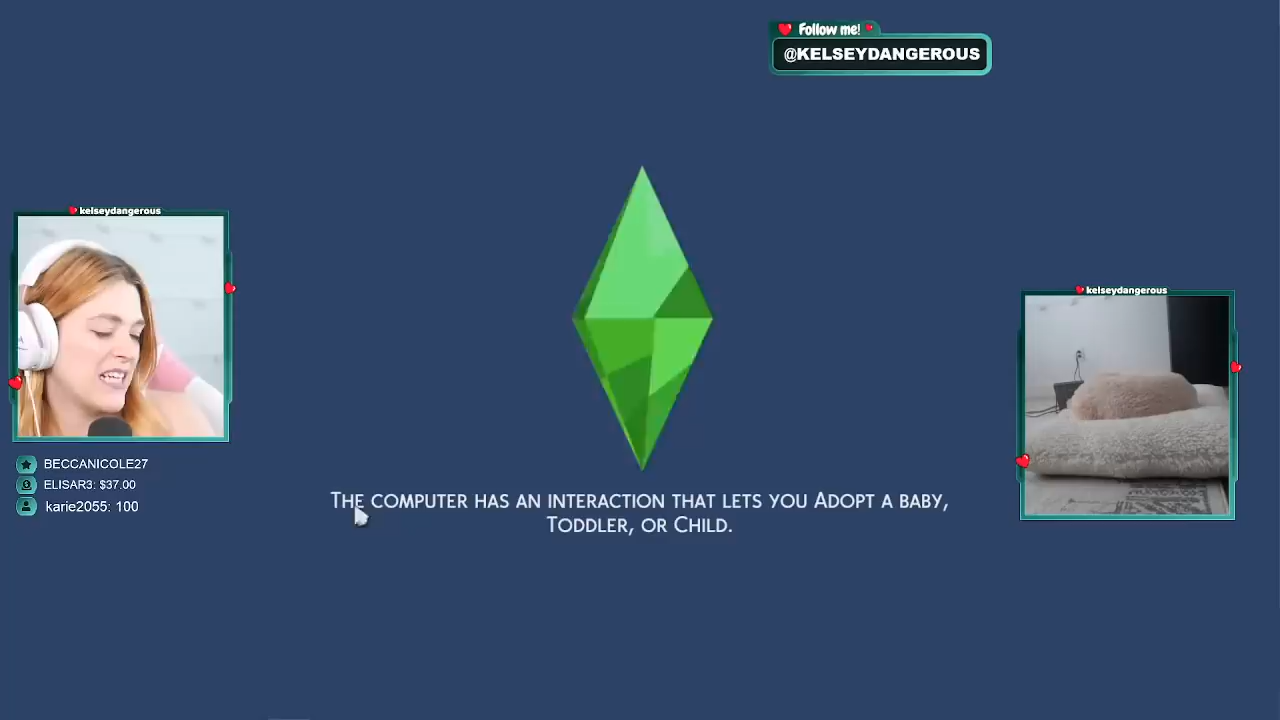 Follow me!
@KELSEYDANGEROUS
kelseydangerous
kelseydangerous
BECCANICOLE27
ELISAR3: $37.00
karie2055: 100
THE COMPUTER HAS AN INTERACTION THAT LETS YOU ADOPT A BABY,
TODDLER, OR CHILD.